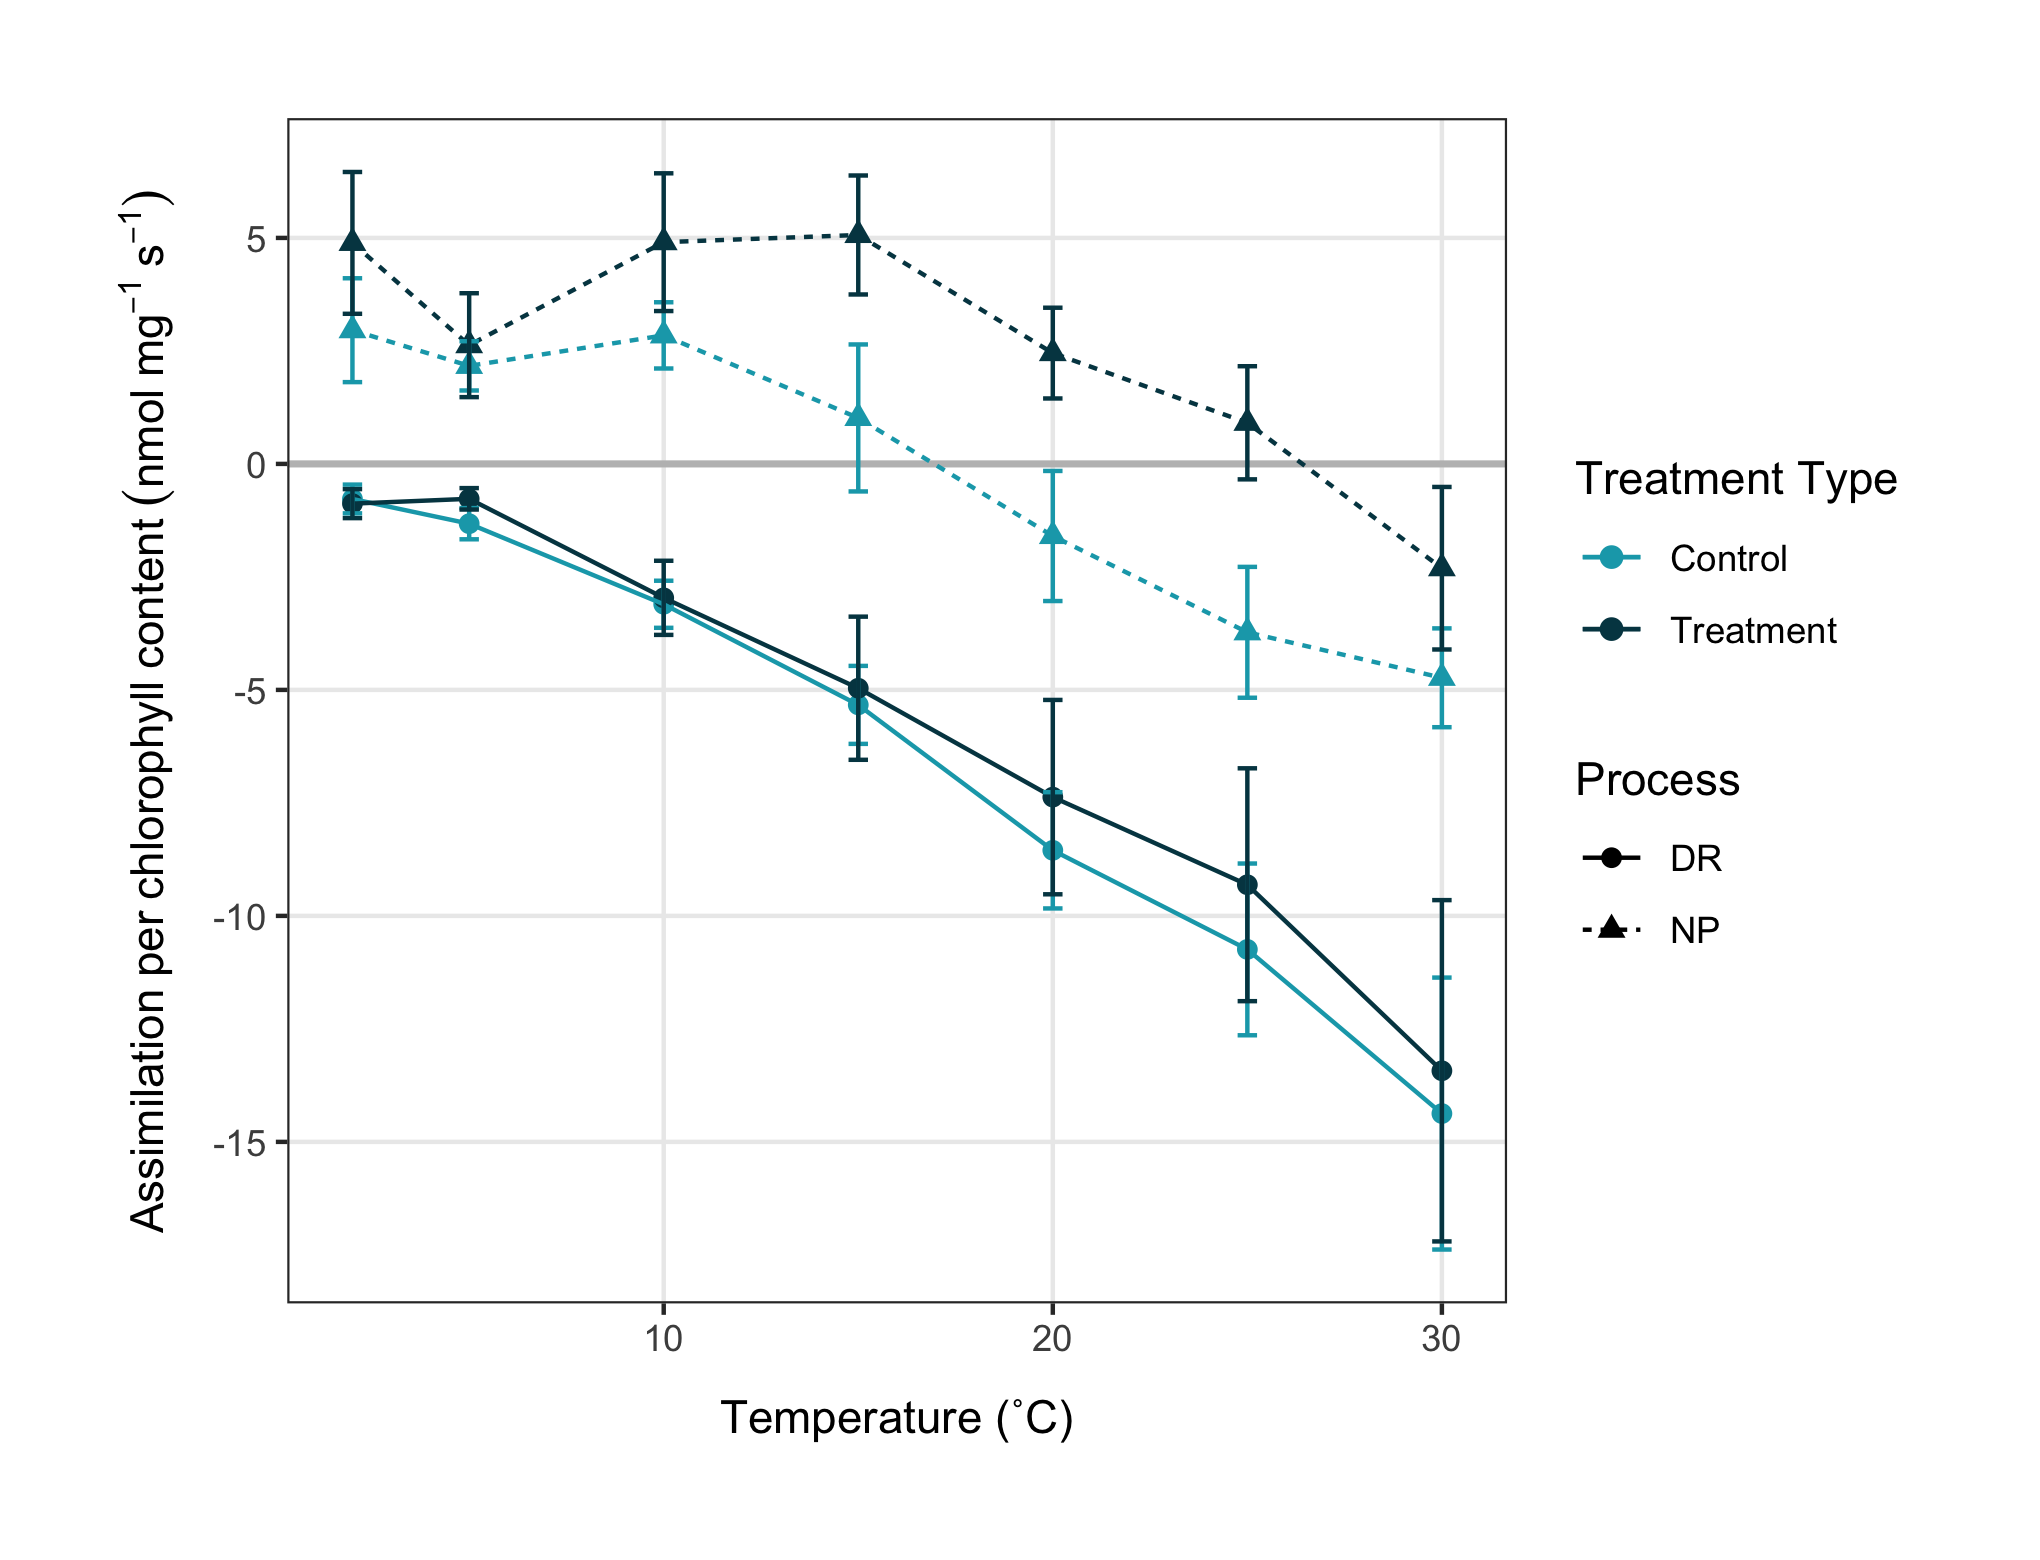 Assimilation per chlorophyll content (nmol mg⁻¹ s⁻¹)
5
0
-5
-10
-15
10 20 30
Temperature (˚C)
Treatment Type
Control
Treatment
Process
DR
NP